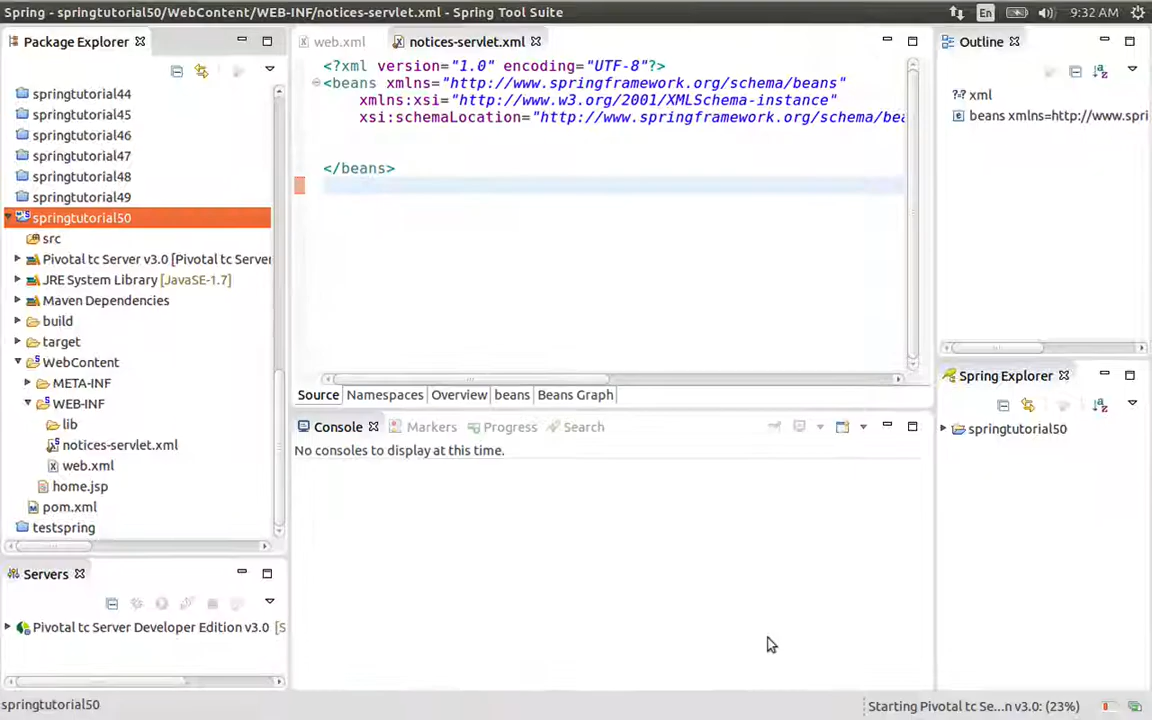 Spring - springtutorial50/WebContent/WEB-INF/notices-servlet.xml - Spring Tool Suite
En
9:32 AM
Package Explorer
springtutorial44
springtutorial45
springtutorial46
springtutorial47
springtutorial48
springtutorial49
springtutorial50
src
Pivotal tc Server v3.0 [Pivotal tc Server
JRE System Library [JavaSE-1.7]
Maven Dependencies
build
target
WebContent
META-INF
WEB-INF
lib
notices-servlet.xml
web.xml
home.jsp
pom.xml
testspring
Servers
Pivotal tc Server Developer Edition v3.0 [S
web.xml
notices-servlet.xml
<?xml version="1.0" encoding="UTF-8"?>
<beans xmlns="http://www.springframework.org/schema/beans"
xmlns:xsi="http://www.w3.org/2001/XMLSchema-instance"
xsi:schemaLocation="http://www.springframework.org/schema/bea
</beans>
Source Namespaces Overview beans Beans Graph
Console Markers Progress Search
No consoles to display at this time.
Outline
?-? xml
beans xmlns=http://www.spri
Spring Explorer
springtutorial50
springtutorial50
Starting Pivotal tc Se...n v3.0: (23%)